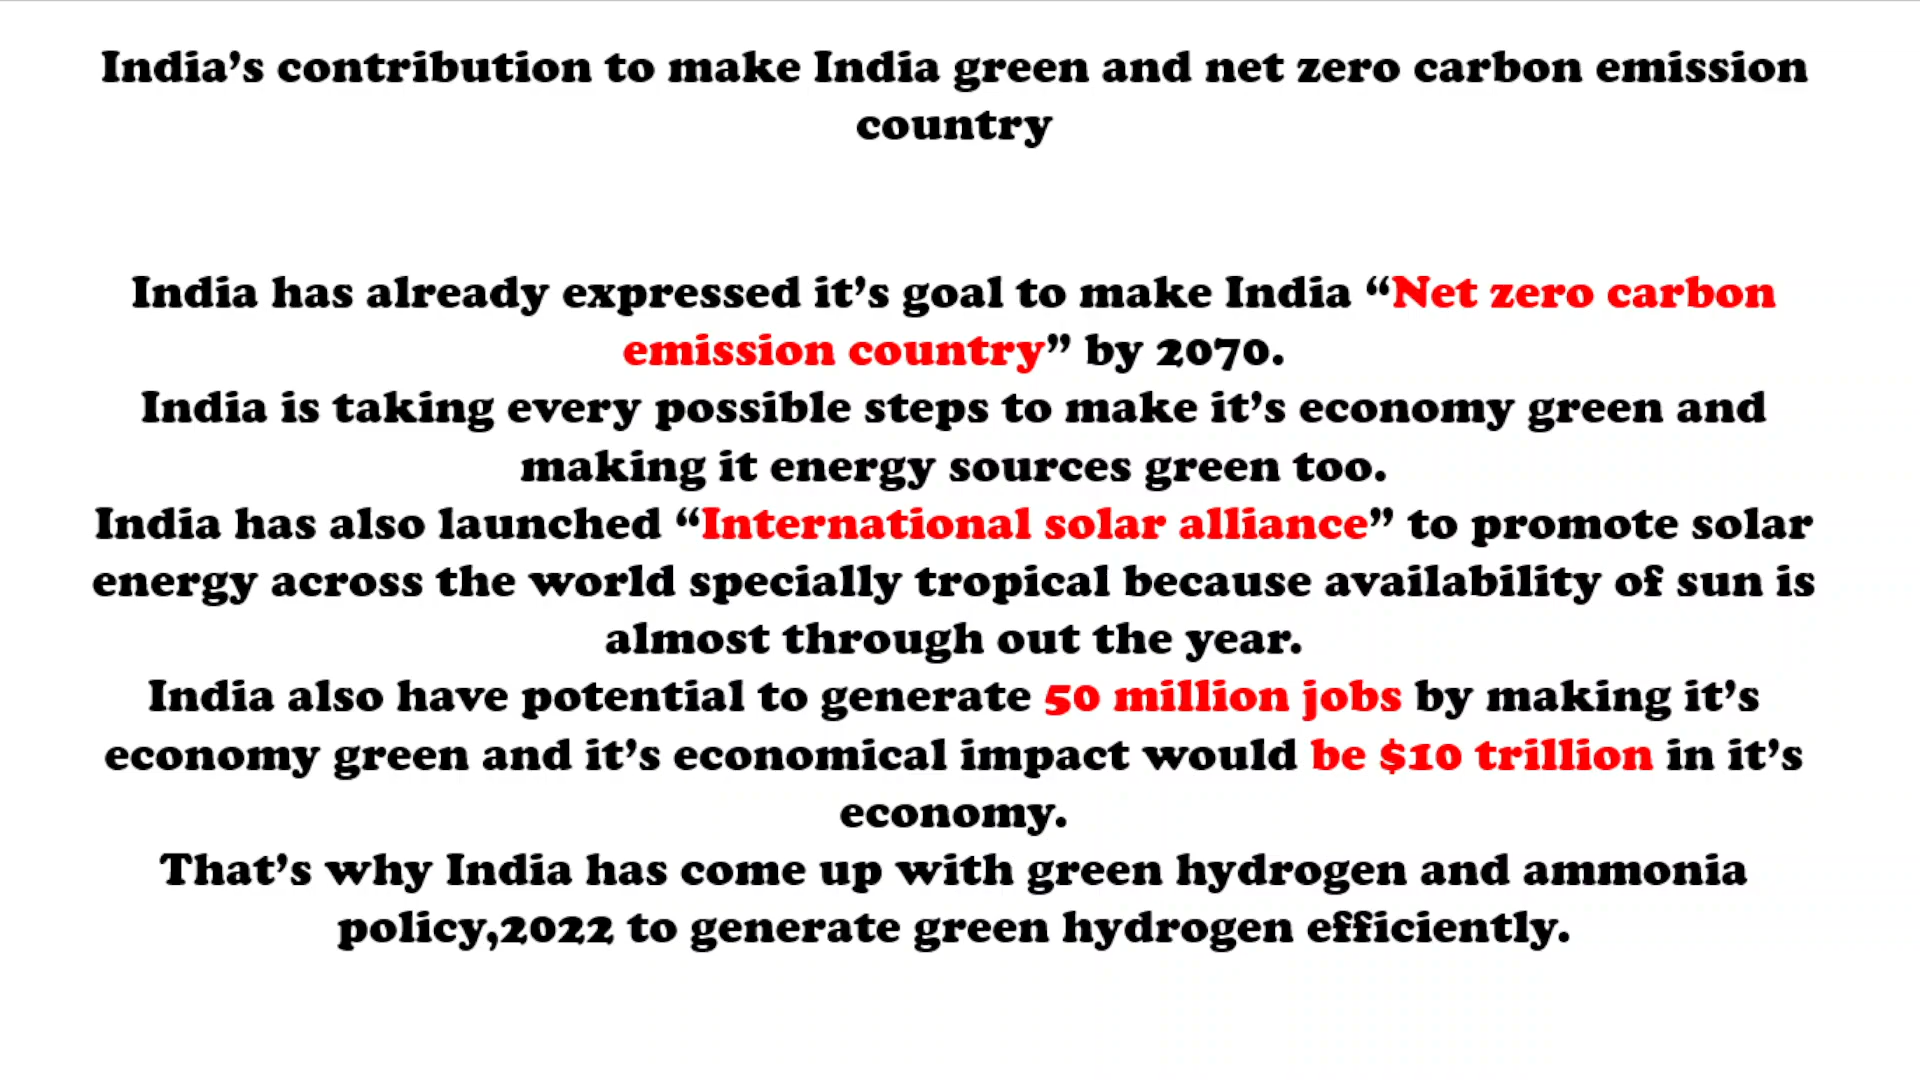 India’s contribution to make India green and net zero carbon emission
country
India has already expressed it’s goal to make India “Net zero carbon
emission country” by 2070.
India is taking every possible steps to make it’s economy green and
making it energy sources green too.
India has also launched “International solar alliance” to promote solar
energy across the world specially tropical because availability of sun is
almost through out the year.
India also have potential to generate 50 million jobs by making it’s
economy green and it’s economical impact would be $10 trillion in it’s
economy.
That’s why India has come up with green hydrogen and ammonia
policy,2022 to generate green hydrogen efficiently.